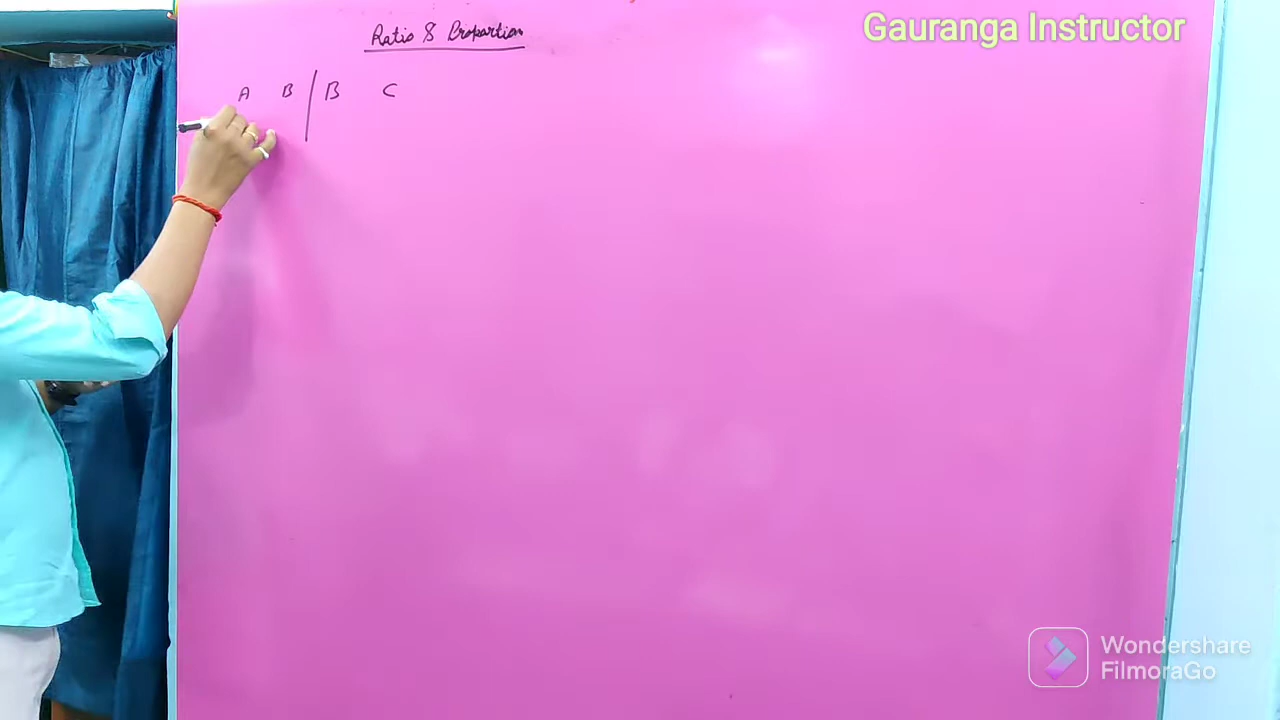 Gauranga Instructor
Ratio & Proportion
A B | B C
Wondershare
FilmoraGo